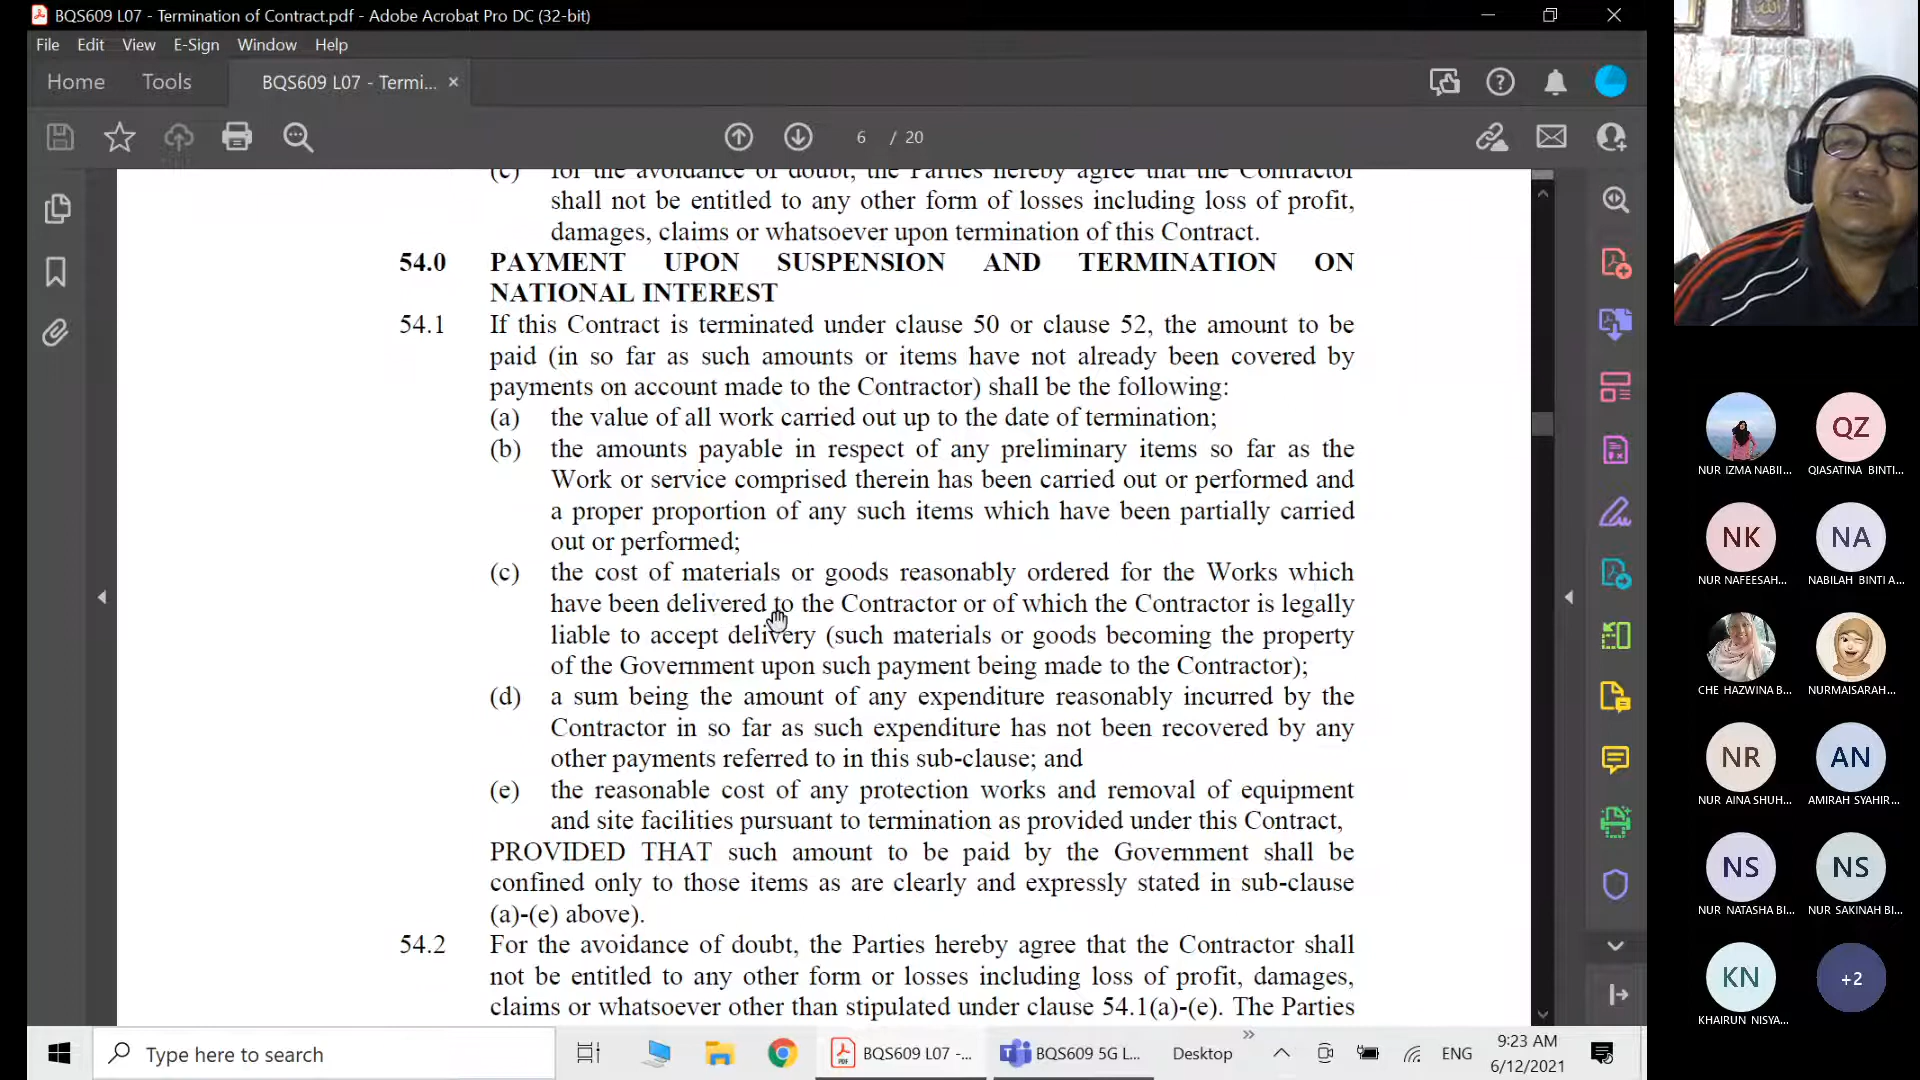 BQS609 L07 - Termination of Contract.pdf - Adobe Acrobat Pro DC (32-bit)
File Edit View E-Sign Window Help
Home Tools BQS609 L07 - Termi... ×
6 / 20
(c) for the avoidance of doubt, the Parties hereby agree that the Contractor
shall not be entitled to any other form of losses including loss of profit,
damages, claims or whatsoever upon termination of this Contract.
54.0 PAYMENT UPON SUSPENSION AND TERMINATION ON
NATIONAL INTEREST
54.1 If this Contract is terminated under clause 50 or clause 52, the amount to be
paid (in so far as such amounts or items have not already been covered by
payments on account made to the Contractor) shall be the following:
(a) the value of all work carried out up to the date of termination;
(b) the amounts payable in respect of any preliminary items so far as the
Work or service comprised therein has been carried out or performed and
a proper proportion of any such items which have been partially carried
out or performed;
(c) the cost of materials or goods reasonably ordered for the Works which
have been delivered to the Contractor or of which the Contractor is legally
liable to accept delivery (such materials or goods becoming the property
of the Government upon such payment being made to the Contractor);
(d) a sum being the amount of any expenditure reasonably incurred by the
Contractor in so far as such expenditure has not been recovered by any
other payments referred to in this sub-clause; and
(e) the reasonable cost of any protection works and removal of equipment
and site facilities pursuant to termination as provided under this Contract,
PROVIDED THAT such amount to be paid by the Government shall be
confined only to those items as are clearly and expressly stated in sub-clause
(a)-(e) above).
54.2 For the avoidance of doubt, the Parties hereby agree that the Contractor shall
not be entitled to any other form or losses including loss of profit, damages,
claims or whatsoever other than stipulated under clause 54.1(a)-(e). The Parties
QZ
NUR IZMA NABII... QIASATINA BINTI...
NK NA
NUR NAFEESAH... NABILAH BINTI A...
CHE HAZWINA B... NURMAISARAH...
NR AN
NUR AINA SHUH... AMIRAH SYAHIR...
NS NS
NUR NATASHA BI... NUR SAKINAH BI...
KN +2
KHAIRUN NISYA...
Type here to search
BQS609 L07 -...
BQS609 5G L...
Desktop
ENG
9:23 AM
6/12/2021